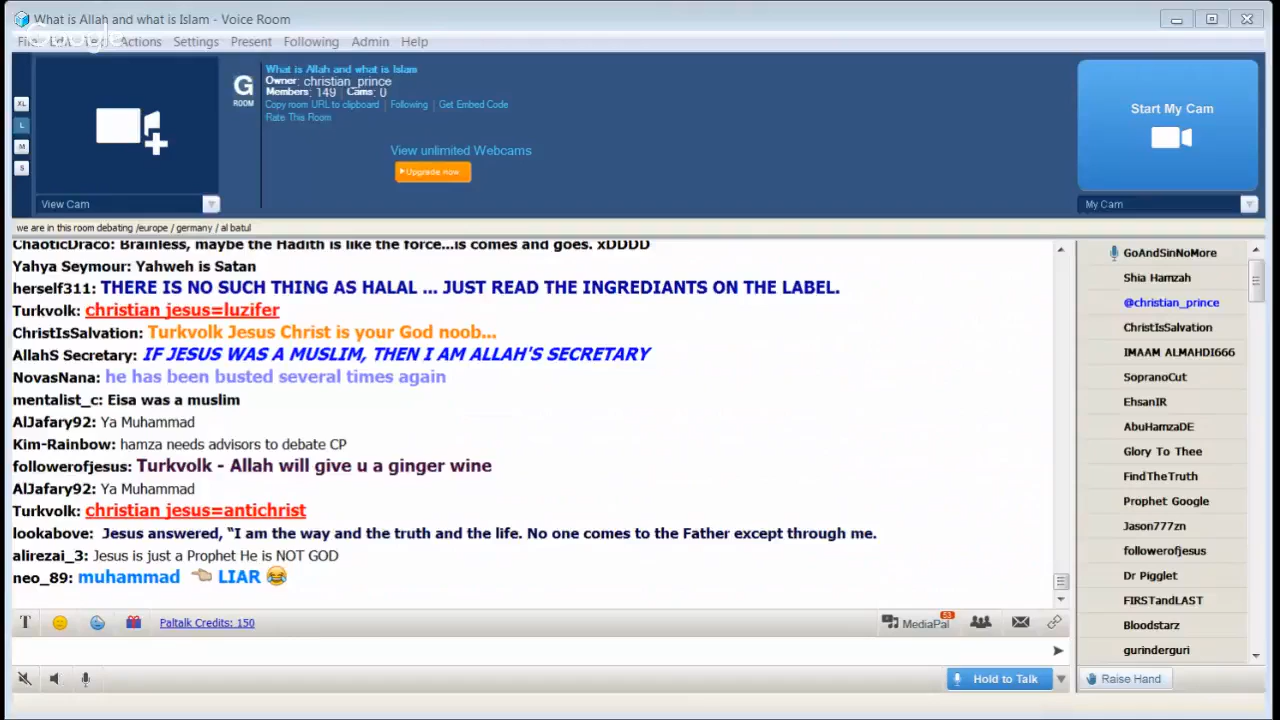 What is Allah and what is Islam - Voice Room
Google
Actions Settings Present Following Admin Help
XL
L
M
S
G
ROOM
What is Allah and what is Islam
Owner: christian_prince
Members: 149 | Cams: 0
Copy room URL to clipboard | Following | Get Embed Code
Rate This Room
View unlimited Webcams
Upgrade now
Start My Cam
View Cam
My Cam
we are in this room debating /europe / germany / al batul
ChaoticDraco: Brainless, maybe the Hadith is like the force...is comes and goes. xDDDD
Yahya Seymour: Yahweh is Satan
herself311: THERE IS NO SUCH THING AS HALAL ... JUST READ THE INGREDIANTS ON THE LABEL.
Turkvolk: christian jesus=luzifer
ChristIsSalvation: Turkvolk Jesus Christ is your God noob...
AllahS Secretary: IF JESUS WAS A MUSLIM, THEN I AM ALLAH'S SECRETARY
NovasNana: he has been busted several times again
mentalist_c: Eisa was a muslim
AlJafary92: Ya Muhammad
Kim-Rainbow: hamza needs advisors to debate CP
followerofjesus: Turkvolk - Allah will give u a ginger wine
AlJafary92: Ya Muhammad
Turkvolk: christian jesus=antichrist
lookabove: Jesus answered, “I am the way and the truth and the life. No one comes to the Father except through me.
alirezai_3: Jesus is just a Prophet He is NOT GOD
neo_89: muhammad 👈 LIAR 😂
GoAndSinNoMore
Shia Hamzah
@christian_prince
ChristIsSalvation
IMAAM ALMAHDI666
SopranoCut
EhsanIR
AbuHamzaDE
Glory To Thee
FindTheTruth
Prophet Google
Jason777zn
followerofjesus
Dr Pigglet
FIRSTandLAST
Bloodstarz
gurinderguri
T
Paltalk Credits: 150
MediaPal
53
Hold to Talk
Raise Hand